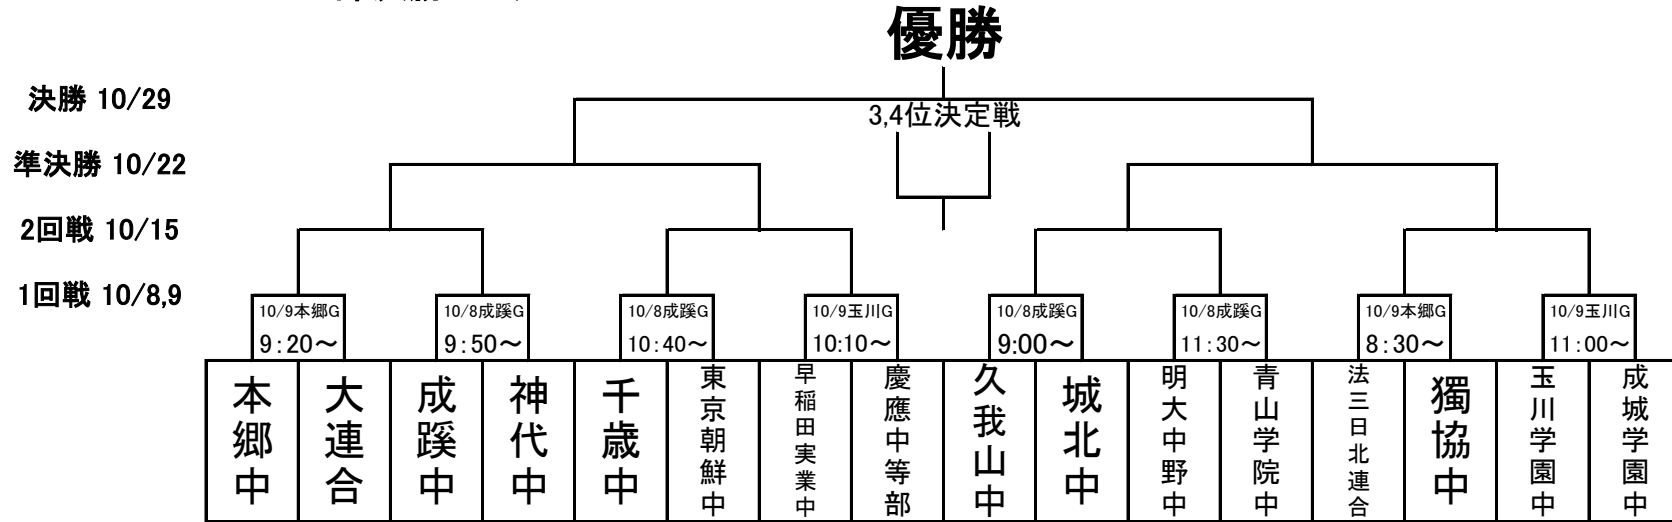 優勝
決勝 10/29
3,4位決定戦
準決勝 10/22
2回戦 10/15
1回戦 10/8,9
10/9本郷G
9:20～
10/8成蹊G
9:50～
10/8成蹊G
10:40～
10/9玉川G
10:10～
10/8成蹊G
9:00～
10/8成蹊G
11:30～
10/9本郷G
8:30～
10/9玉川G
11:00～
本郷中
大連合
成蹊中
神代中
千歳中
東京朝鮮中
早稲田実業中
慶應中等部
久我山中
城北中
明大中野中
青山学院中
法三日北連合
獨協中
玉川学園中
成城学園中